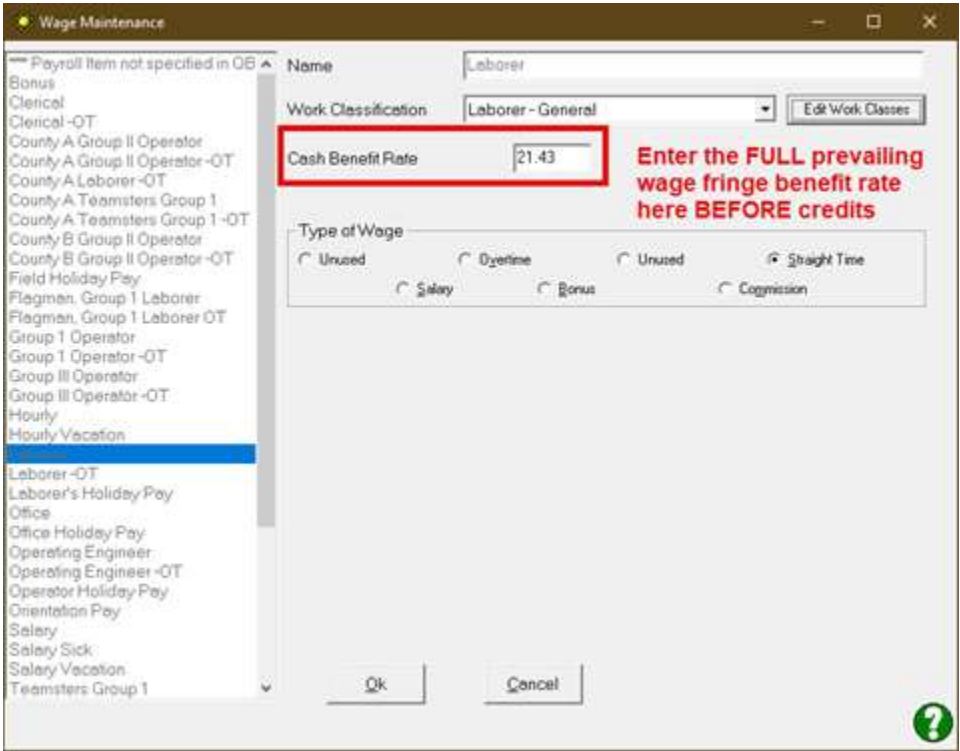 Wage Maintenance
*** Payroll Item not specified in QB
Bonus
Clerical
Clerical -OT
County A Group II Operator
County A Group II Operator -OT
County A Laborer -OT
County A Teamsters Group 1
County A Teamsters Group 1 -OT
County B Group II Operator
County B Group II Operator -OT
Field Holiday Pay
Flagman, Group 1 Laborer
Flagman, Group 1 Laborer OT
Group 1 Operator
Group 1 Operator -OT
Group III Operator
Group III Operator -OT
Hourly
Hourly Vacation
Laborer -OT
Laborer's Holiday Pay
Office
Office Holiday Pay
Operating Engineer
Operating Engineer -OT
Operator Holiday Pay
Orientation Pay
Salary
Salary Sick
Salary Vacation
Teamsters Group 1
Name Laborer
Work Classification Laborer - General Edit Work Classes
Cash Benefit Rate 21.43
Enter the FULL prevailing
wage fringe benefit rate
here BEFORE credits
Type of Wage
Unused Overtime Unused Straight Time
Salary Bonus Commission
Ok Cancel
?